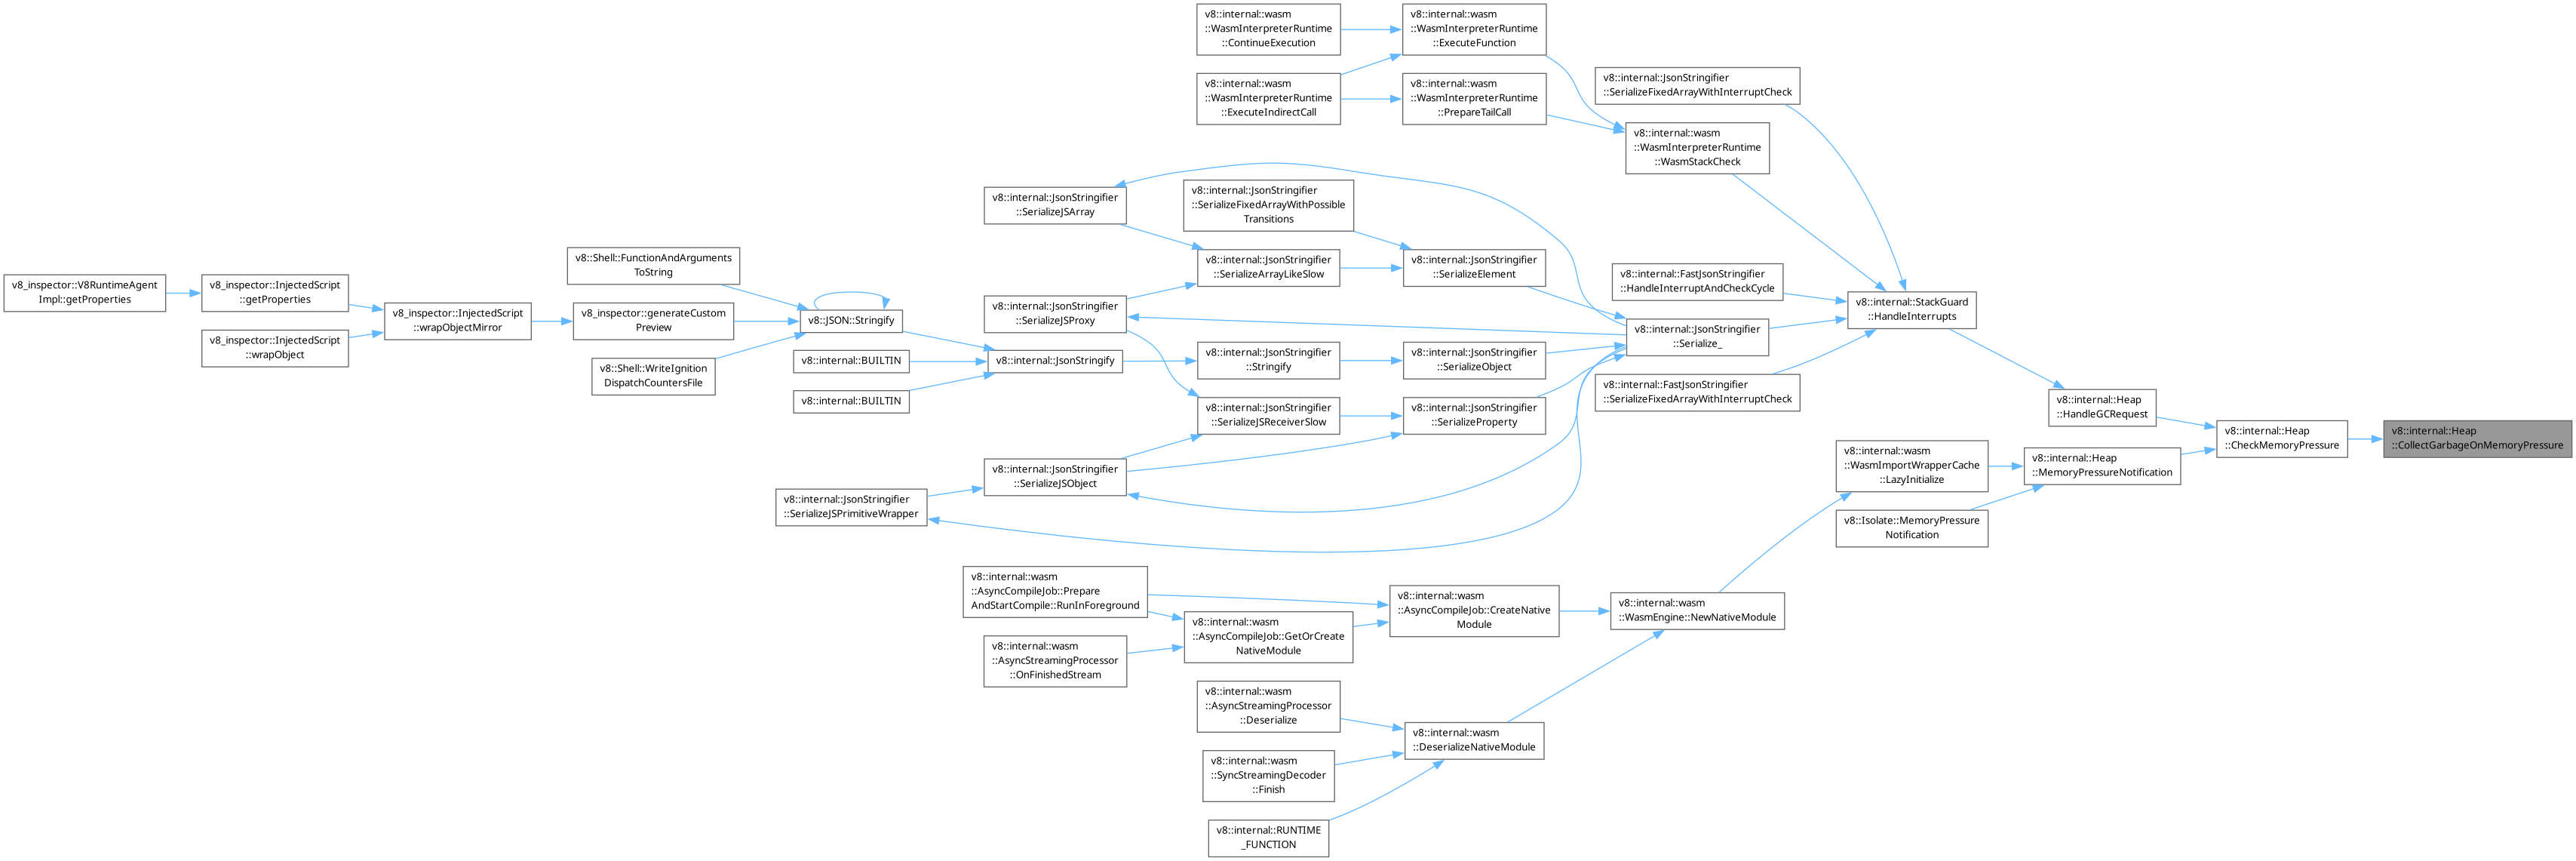 v8::internal::wasm
::WasmInterpreterRuntime
::ContinueExecution
v8::internal::wasm
::WasmInterpreterRuntime
::ExecuteFunction
v8::internal::wasm
::WasmInterpreterRuntime
::ExecuteIndirectCall
v8::internal::wasm
::WasmInterpreterRuntime
::PrepareTailCall
v8::internal::JsonStringifier
::SerializeFixedArrayWithInterruptCheck
v8::internal::wasm
::WasmInterpreterRuntime
::WasmStackCheck
v8::internal::JsonStringifier
::SerializeJSArray
v8::internal::JsonStringifier
::SerializeFixedArrayWithPossible
Transitions
v8::Shell::FunctionAndArguments
ToString
v8::internal::JsonStringifier
::SerializeArrayLikeSlow
v8::internal::JsonStringifier
::SerializeElement
v8::internal::FastJsonStringifier
::HandleInterruptAndCheckCycle
v8_inspector::V8RuntimeAgent
Impl::getProperties
v8_inspector::InjectedScript
::getProperties
v8_inspector::InjectedScript
::wrapObject
v8_inspector::InjectedScript
::wrapObjectMirror
v8_inspector::generateCustom
Preview
v8::JSON::Stringify
v8::internal::JsonStringifier
::SerializeJSProxy
v8::internal::JsonStringifier
::Serialize_
v8::internal::StackGuard
::HandleInterrupts
v8::Shell::WriteIgnition
DispatchCountersFile
v8::internal::BUILTIN
v8::internal::BUILTIN
v8::internal::JsonStringify
v8::internal::JsonStringifier
::Stringify
v8::internal::JsonStringifier
::SerializeObject
v8::internal::FastJsonStringifier
::SerializeFixedArrayWithInterruptCheck
v8::internal::JsonStringifier
::SerializeJSReceiverSlow
v8::internal::JsonStringifier
::SerializeProperty
v8::internal::Heap
::HandleGCRequest
v8::internal::Heap
::CheckMemoryPressure
v8::internal::Heap
::CollectGarbageOnMemoryPressure
v8::internal::JsonStringifier
::SerializeJSPrimitiveWrapper
v8::internal::JsonStringifier
::SerializeJSObject
v8::internal::wasm
::WasmImportWrapperCache
::LazyInitialize
v8::internal::Heap
::MemoryPressureNotification
v8::Isolate::MemoryPressure
Notification
v8::internal::wasm
::AsyncCompileJob::Prepare
AndStartCompile::RunInForeground
v8::internal::wasm
::AsyncStreamingProcessor
::OnFinishedStream
v8::internal::wasm
::AsyncCompileJob::GetOrCreate
NativeModule
v8::internal::wasm
::AsyncCompileJob::CreateNative
Module
v8::internal::wasm
::WasmEngine::NewNativeModule
v8::internal::wasm
::AsyncStreamingProcessor
::Deserialize
v8::internal::wasm
::SyncStreamingDecoder
::Finish
v8::internal::RUNTIME
_FUNCTION
v8::internal::wasm
::DeserializeNativeModule